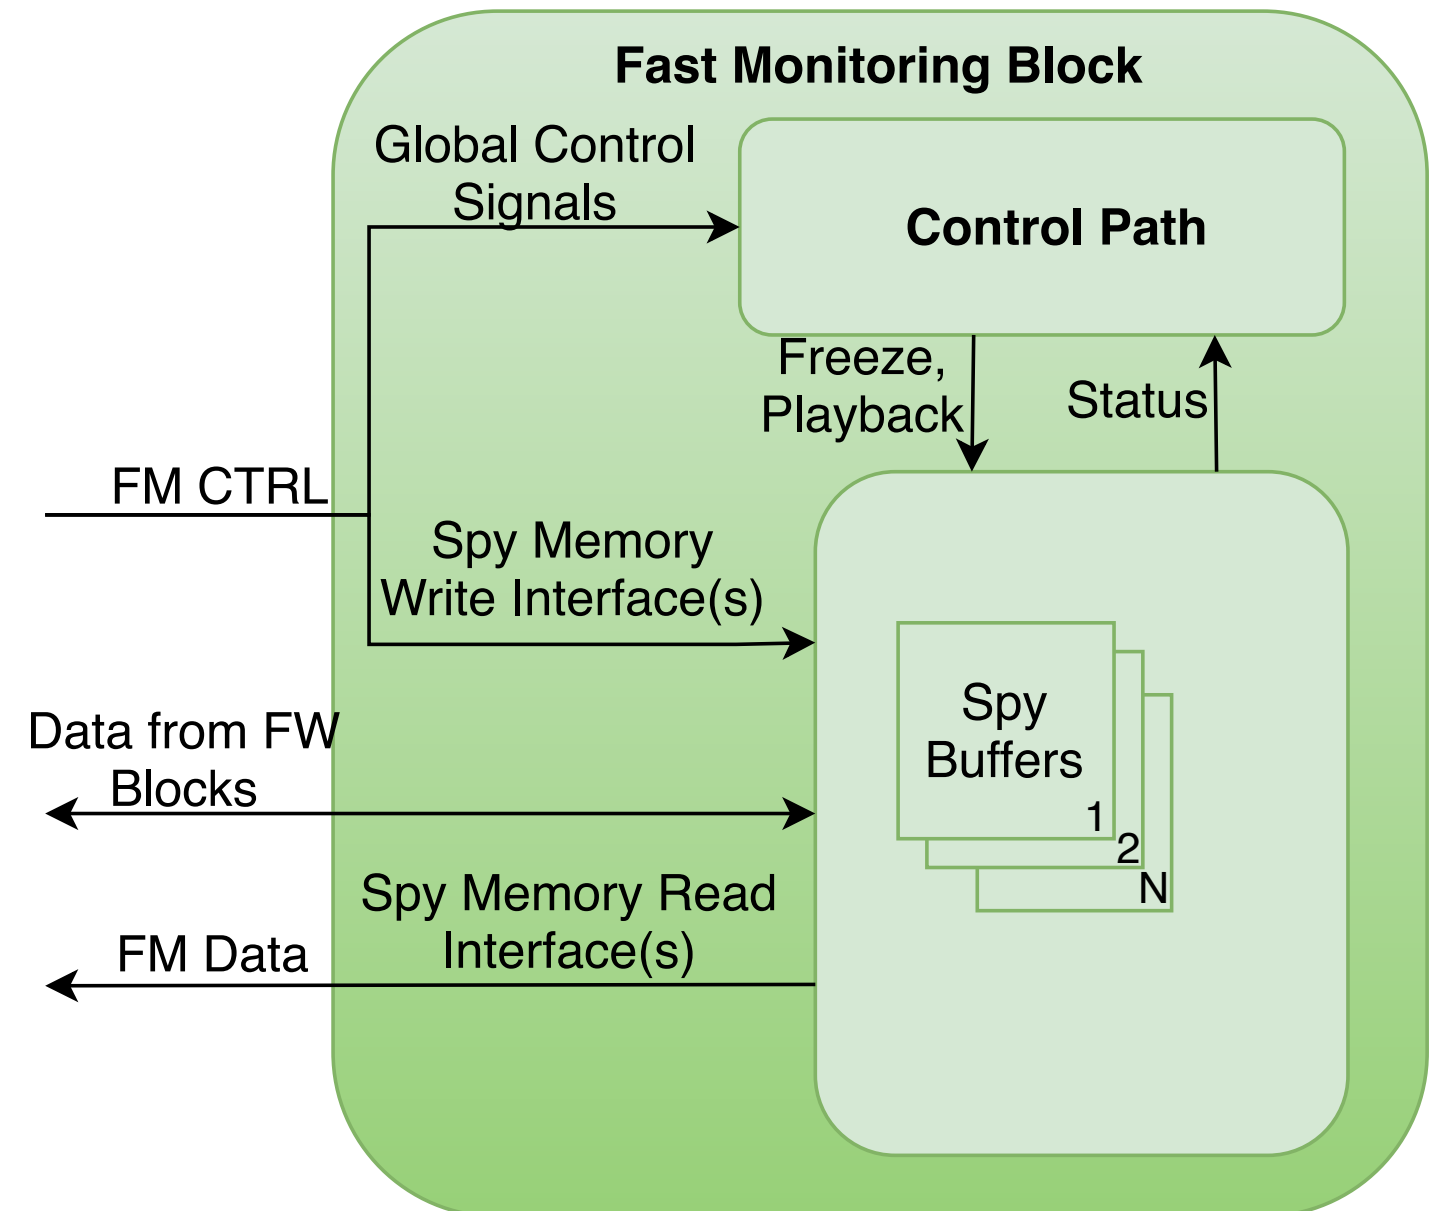 Fast Monitoring Block
Global Control
Signals
Control Path
Freeze,
Playback
Status
FM CTRL
Spy Memory
Write Interface(s)
Data from FW
Blocks
Spy
Buffers
1
2
N
Spy Memory Read
Interface(s)
FM Data